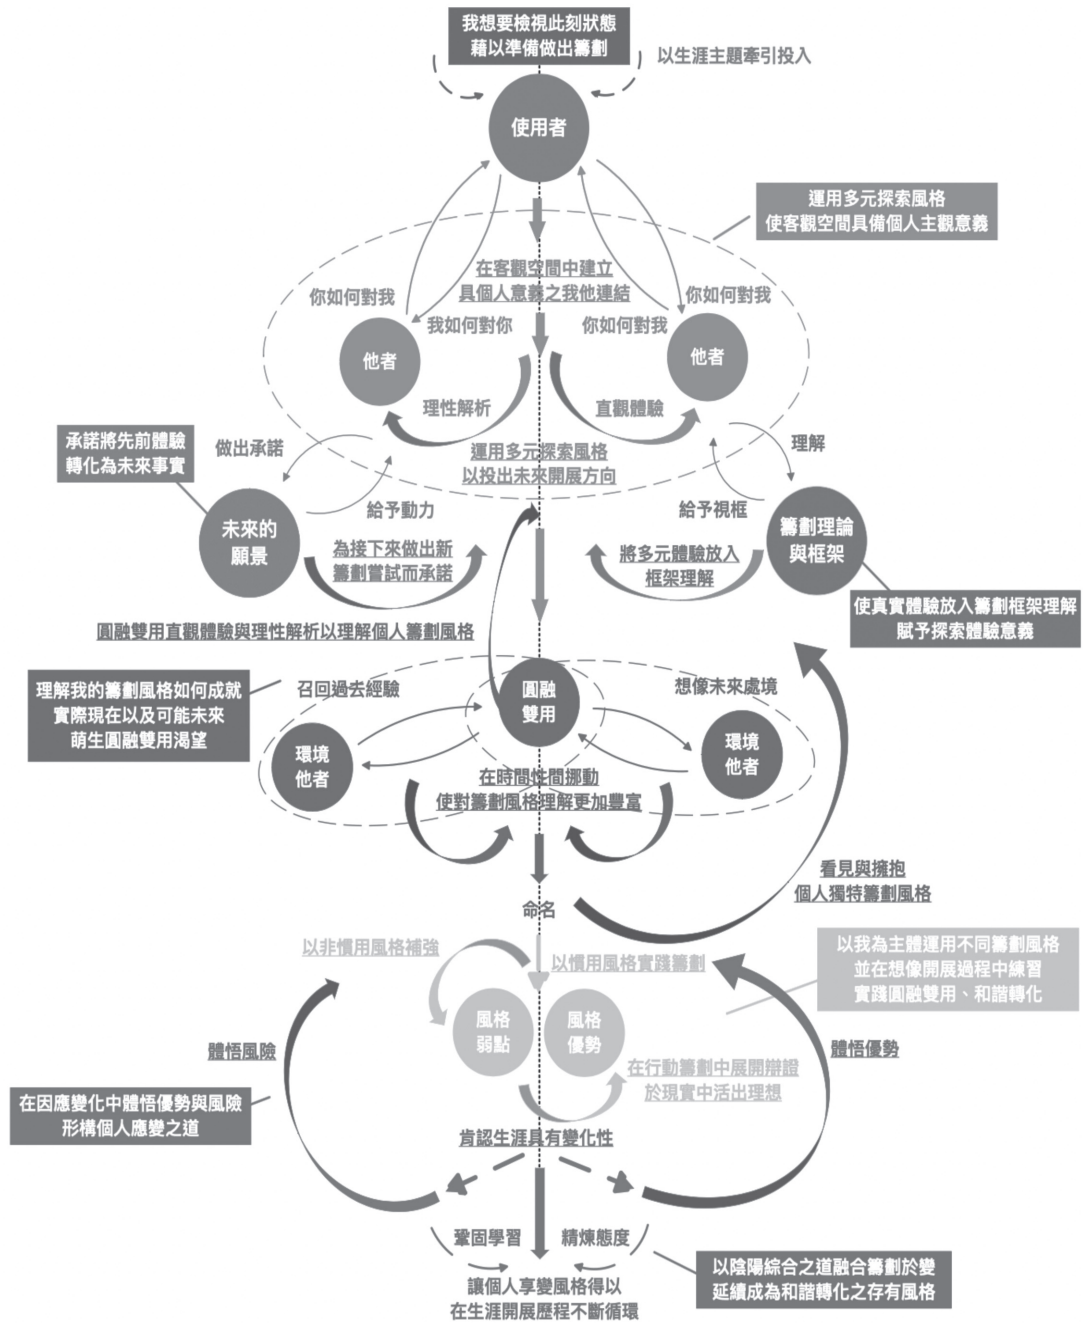 我想要檢視此刻狀態
藉以準備做出籌劃
以生涯主題牽引投入
使用者
運用多元探索風格
使客觀空間具備個人主觀意義
在客觀空間中建立
具個人意義之我他連結
你如何對我
你如何對我
我如何對你
你如何對我
他者
他者
理性解析
直觀體驗
承諾將先前體驗
轉化為未來事實
做出承諾
運用多元探索風格
以投出未來開展方向
理解
給予動力
給予視框
未來的
願景
籌劃理論
與框架
為接下來做出新
籌劃嘗試而承諾
將多元體驗放入
框架理解
使真實體驗放入籌劃框架理解
賦予探索體驗意義
圓融雙用直觀體驗與理性解析以理解個人籌劃風格
理解我的籌劃風格如何成就
實際現在以及可能未來
萌生圓融雙用渴望
召回過去經驗
圓融
雙用
想像未來處境
環境
他者
環境
他者
在時間性間挪動
使對籌劃風格理解更加豐富
看見與擁抱
個人獨特籌劃風格
命名
以非慣用風格補強
以慣用風格實踐籌劃
以我為主體運用不同籌劃風格
並在想像開展過程中練習
實踐圓融雙用、和諧轉化
風格
弱點
風格
優勢
體悟風險
體悟優勢
在行動籌劃中展開辯證
於現實中活出理想
在因應變化中體悟優勢與風險
形構個人應變之道
肯認生涯具有變化性
鞏固學習
精煉態度
以陰陽綜合之道融合籌劃於變
延續成為和諧轉化之存有風格
讓個人享變風格得以
在生涯開展歷程不斷循環